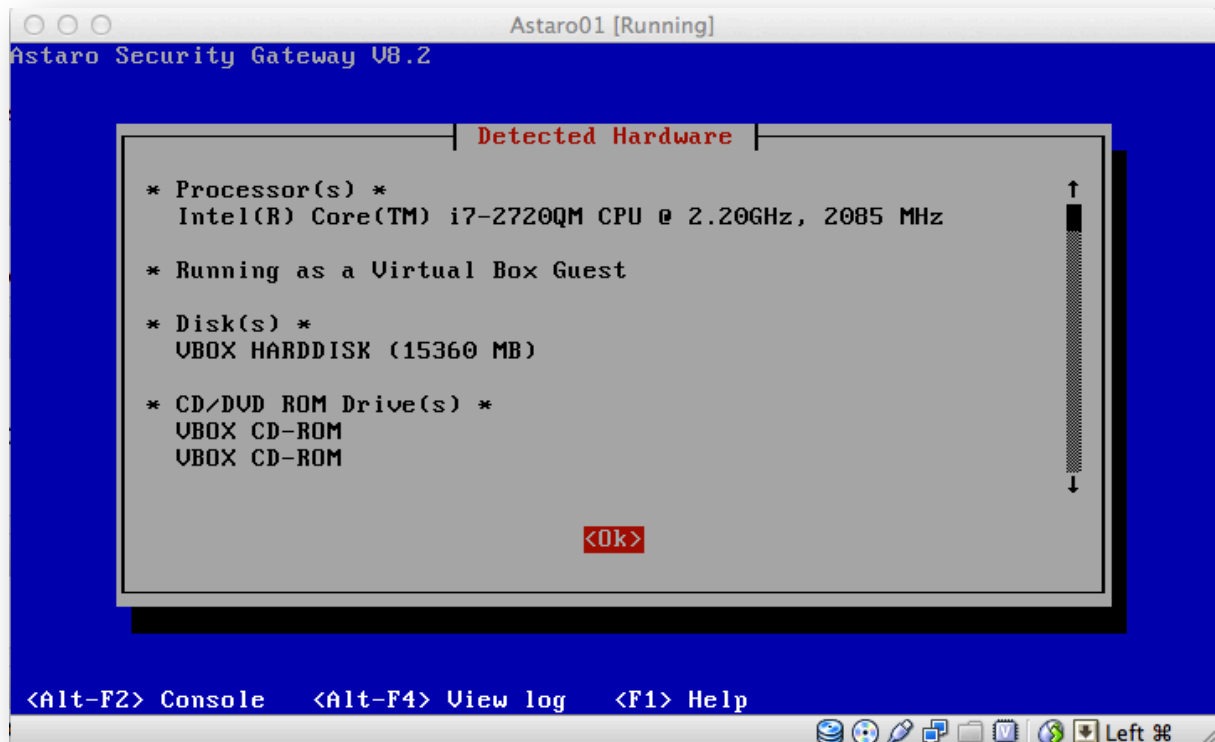 Astaro01 [Running]
Astaro Security Gateway V8.2
Detected Hardware
* Processor(s) *
Intel(R) Core(TM) i7-2720QM CPU @ 2.20GHz, 2085 MHz
* Running as a Virtual Box Guest
* Disk(s) *
VBOX HARDDISK (15360 MB)
* CD/DVD ROM Drive(s) *
VBOX CD-ROM
VBOX CD-ROM
<Ok>
<Alt-F2> Console <Alt-F4> View log <F1> Help
Left ⌘